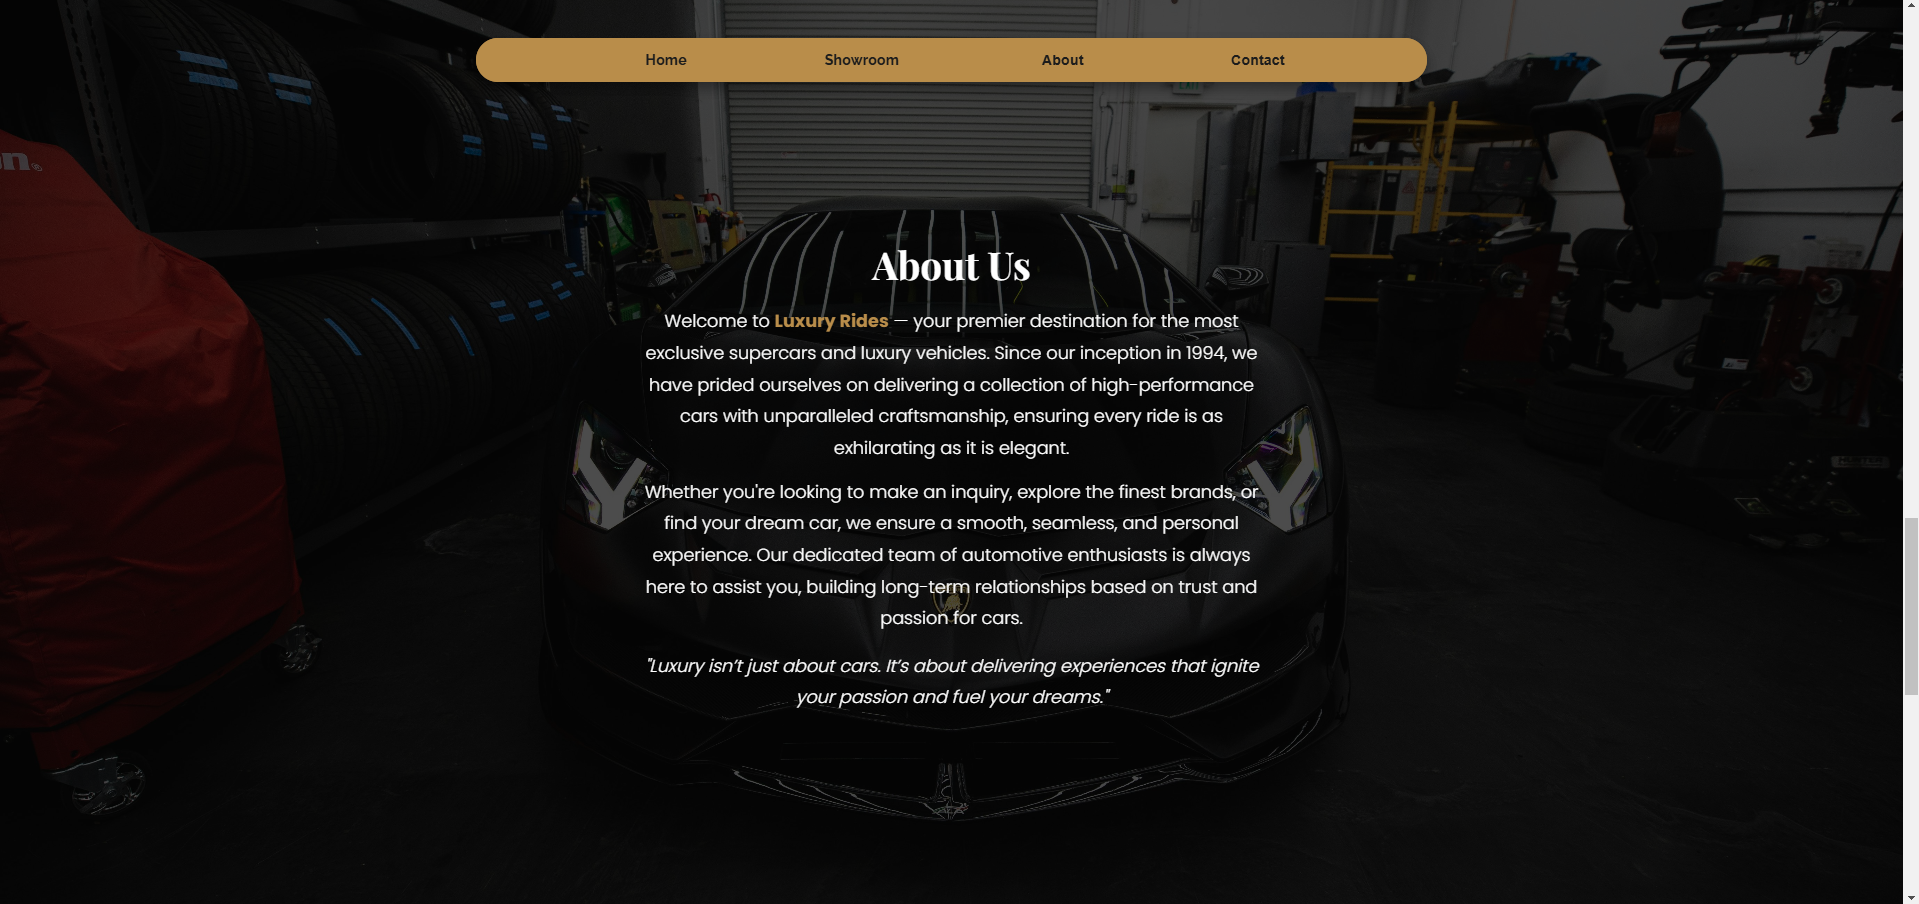 Home Showroom About Contact
About Us
Welcome to Luxury Rides — your premier destination for the most
exclusive supercars and luxury vehicles. Since our inception in 1994, we
have prided ourselves on delivering a collection of high-performance
cars with unparalleled craftsmanship, ensuring every ride is as
exhilarating as it is elegant.
Whether you're looking to make an inquiry, explore the finest brands, or
find your dream car, we ensure a smooth, seamless, and personal
experience. Our dedicated team of automotive enthusiasts is always
here to assist you, building long-term relationships based on trust and
passion for cars.
"Luxury isn’t just about cars. It’s about delivering experiences that ignite
your passion and fuel your dreams."